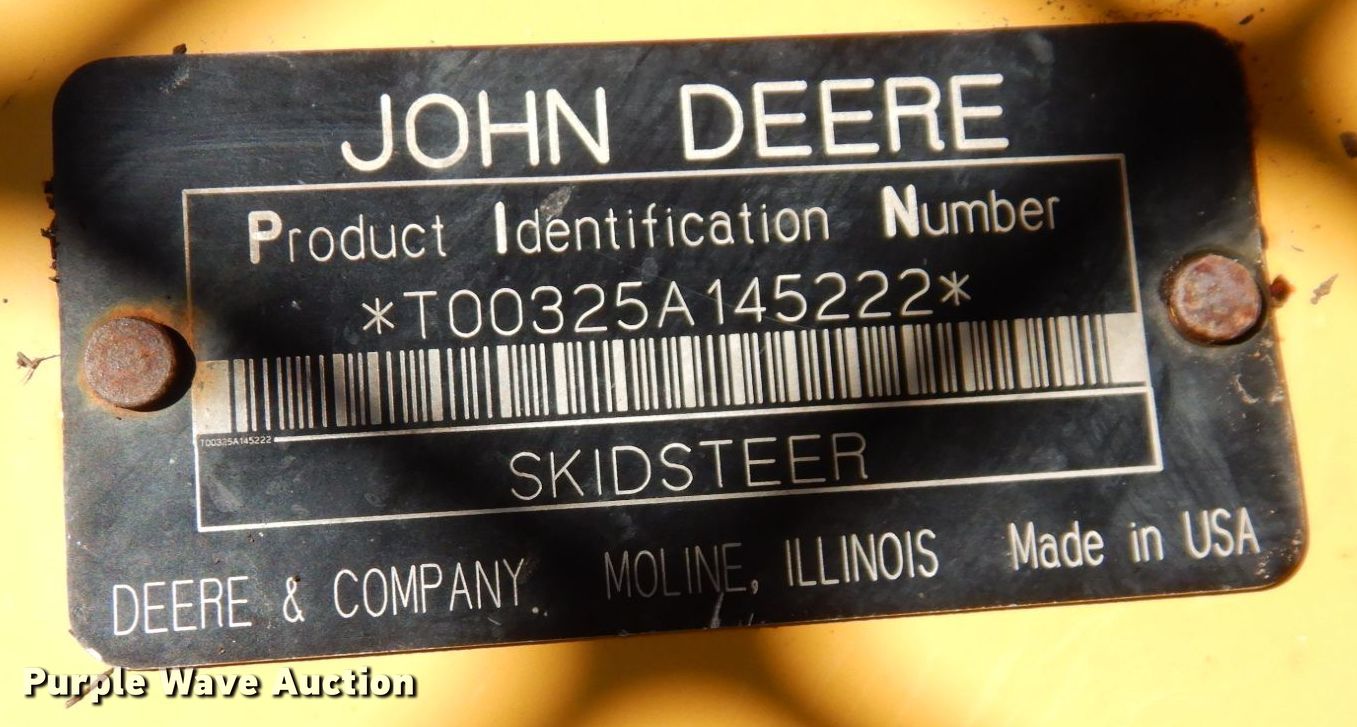 JOHN DEERE
Product Identification Number
*T00325A145222*
T00325A145222
SKIDSTEER
DEERE & COMPANY MOLINE, ILLINOIS Made in USA
Purple Wave Auction